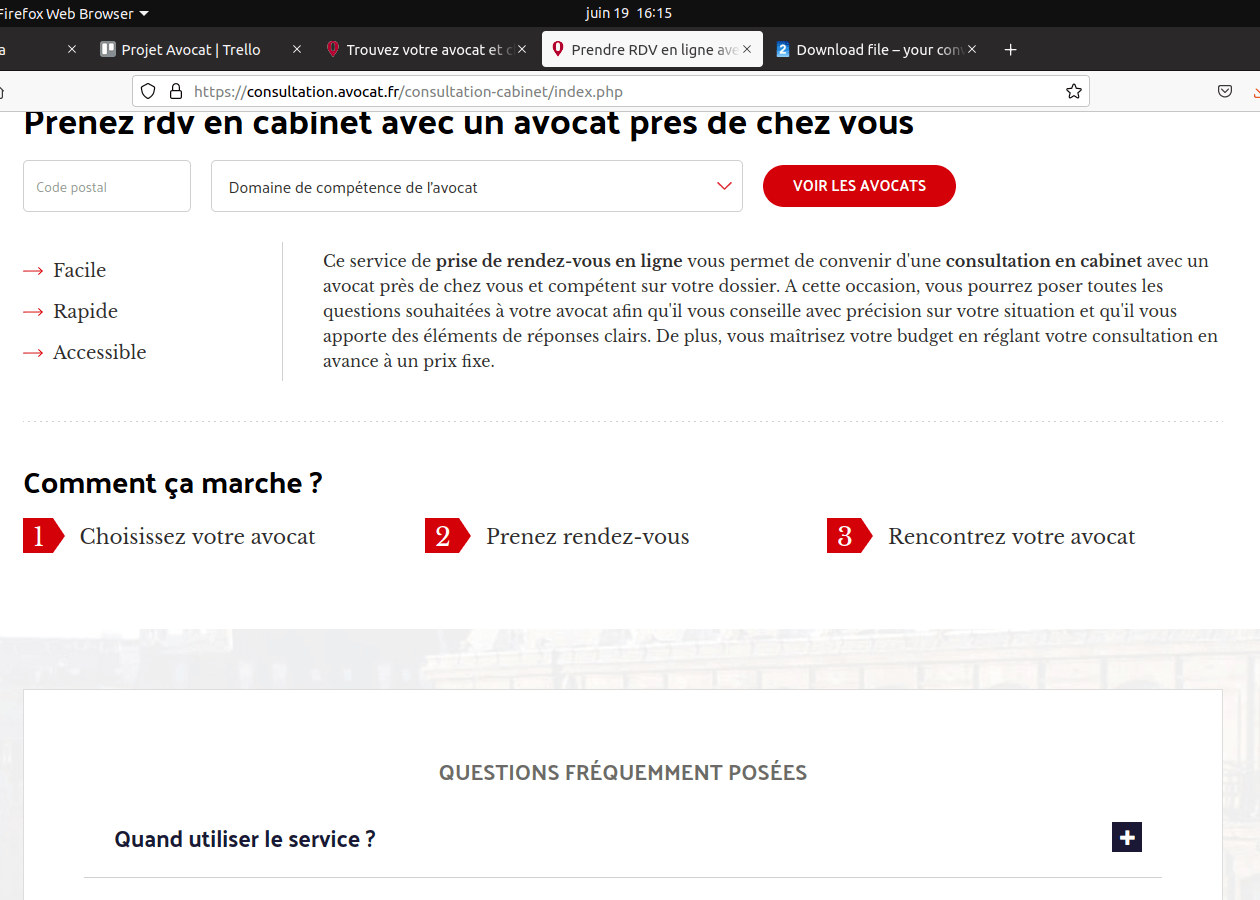 Firefox Web Browser
juin 19 16:15
a
Projet Avocat | Trello
Trouvez votre avocat et c
Prendre RDV en ligne ave
Download file – your con
https://consultation.avocat.fr/consultation-cabinet/index.php
Prenez rdv en cabinet avec un avocat près de chez vous
Code postal
Domaine de compétence de l'avocat
VOIR LES AVOCATS
Facile
Rapide
Accessible
Ce service de prise de rendez-vous en ligne vous permet de convenir d'une consultation en cabinet avec un
avocat près de chez vous et compétent sur votre dossier. A cette occasion, vous pourrez poser toutes les
questions souhaitées à votre avocat afin qu'il vous conseille avec précision sur votre situation et qu'il vous
apporte des éléments de réponses clairs. De plus, vous maîtrisez votre budget en réglant votre consultation en
avance à un prix fixe.
Comment ça marche ?
1 Choisissez votre avocat
2 Prenez rendez-vous
3 Rencontrez votre avocat
QUESTIONS FRÉQUEMMENT POSÉES
Quand utiliser le service ?